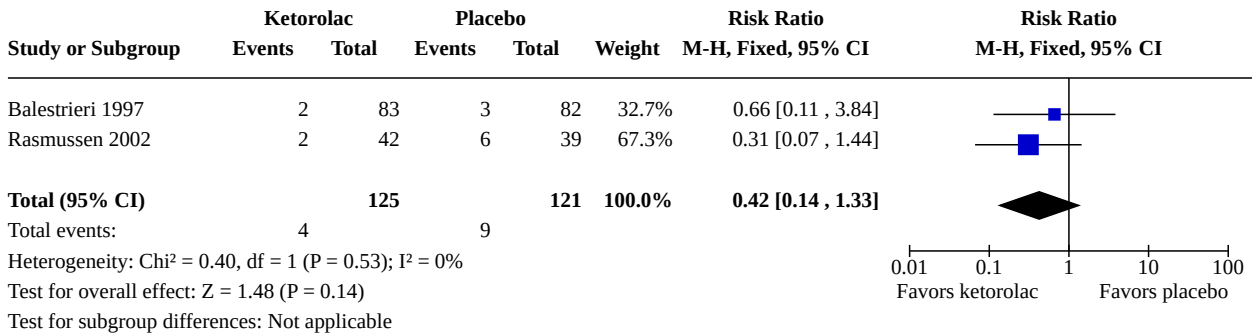 Ketorolac Placebo Risk Ratio Risk Ratio
Study or Subgroup Events Total Events Total Weight M-H, Fixed, 95% CI M-H, Fixed, 95% CI
Balestrieri 1997 2 83 3 82 32.7% 0.66 [0.11 , 3.84]
Rasmussen 2002 2 42 6 39 67.3% 0.31 [0.07 , 1.44]
Total (95% CI) 125 121 100.0% 0.42 [0.14 , 1.33]
Total events: 4 9
Heterogeneity: Chi² = 0.40, df = 1 (P = 0.53); I² = 0%
0.01 0.1 1 10 100
Test for overall effect: Z = 1.48 (P = 0.14) Favors ketorolac Favors placebo
Test for subgroup differences: Not applicable